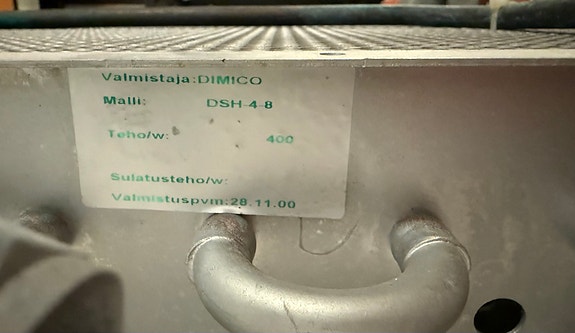 Valmistaja:DIMICO
Malli: DSH-4-8
Teho/w: 400
Sulatusteho/w:
Valmistuspvm:28.11.00